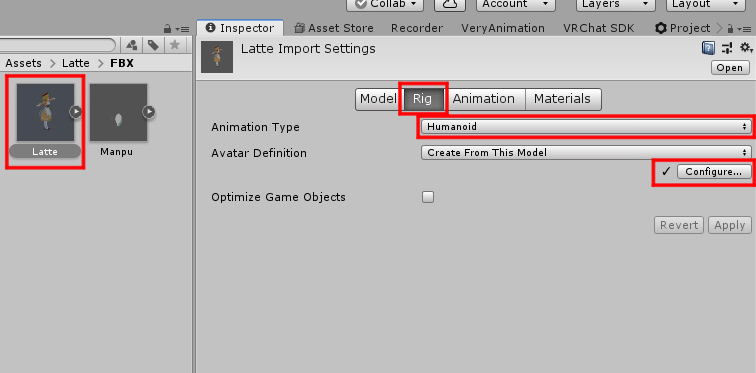 Collab
Account
Layers
Layout
Inspector
Asset Store
Recorder
VeryAnimation
VRChat SDK
Project
Assets > Latte > FBX
Latte Import Settings
Open
Model
Rig
Animation
Materials
Latte
Manpu
Animation Type
Humanoid
Avatar Definition
Create From This Model
Configure...
Optimize Game Objects
Revert
Apply